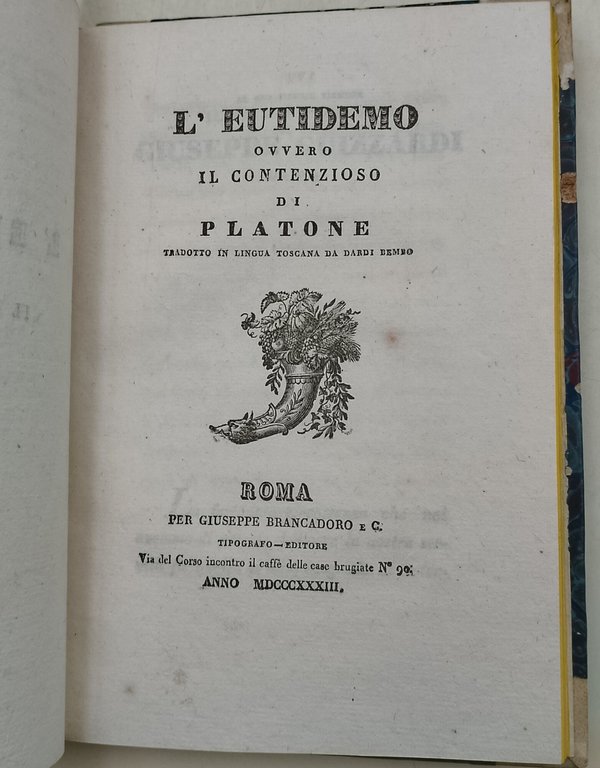 L' EUTIDEMO
OVVERO
IL CONTENZIOSO
DI
PLATONE
TRADOTTO IN LINGUA TOSCANA DA DARDI BEMBO
ROMA
PER GIUSEPPE BRANCADORO E C.
TIPOGRAFO-EDITORE
Via del Corso incontro il caffè delle case brugiate N° 90.
ANNO MDCCCXXXIII.